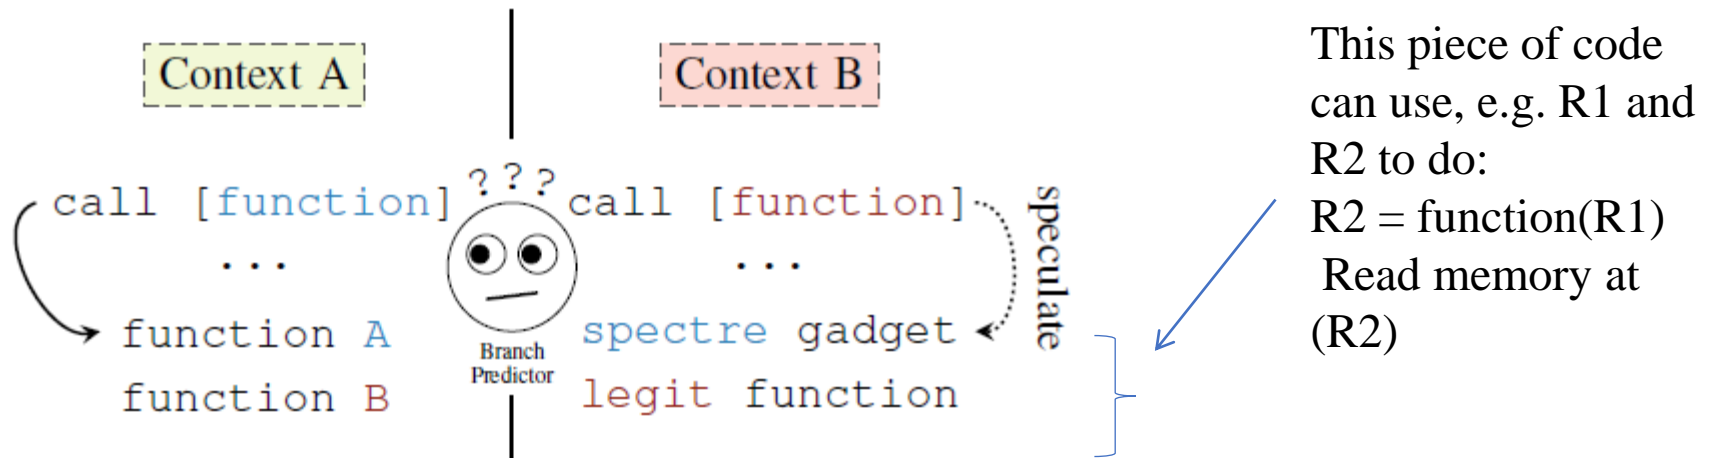 Context A
Context B
? ? ?
call [function]
call [function]
speculate
...
...
function A
spectre gadget
Branch
Predictor
function B
legit function
This piece of code
can use, e.g. R1 and
R2 to do:
R2 = function(R1)
Read memory at
(R2)